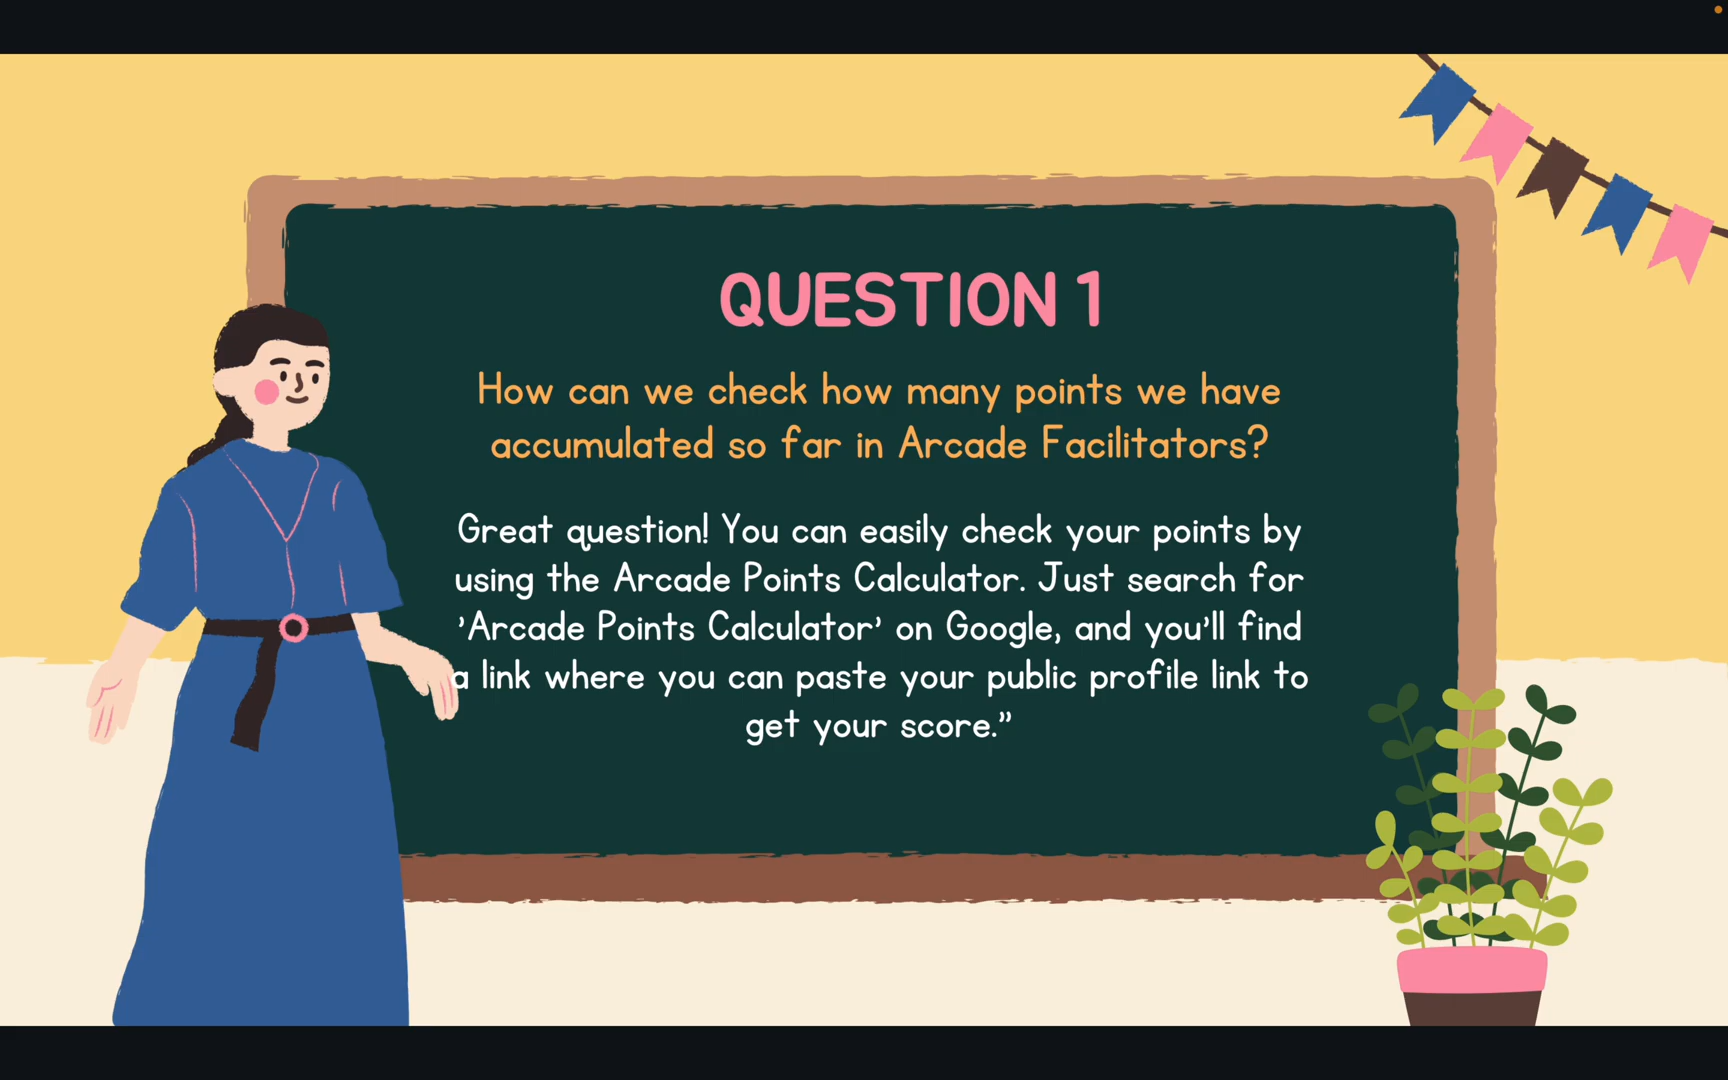 QUESTION 1
How can we check how many points we have
accumulated so far in Arcade Facilitators?
Great question! You can easily check your points by
using the Arcade Points Calculator. Just search for
'Arcade Points Calculator' on Google, and you'll find
a link where you can paste your public profile link to
get your score."